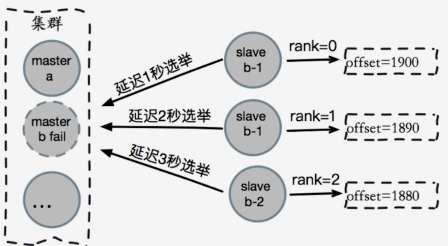 集群
master
a
master
b fail
...
延迟1秒选举
延迟2秒选举
延迟3秒选举
slave
b-1
rank=0
offset=1900
slave
b-1
rank=1
offset=1890
slave
b-2
rank=2
offset=1880